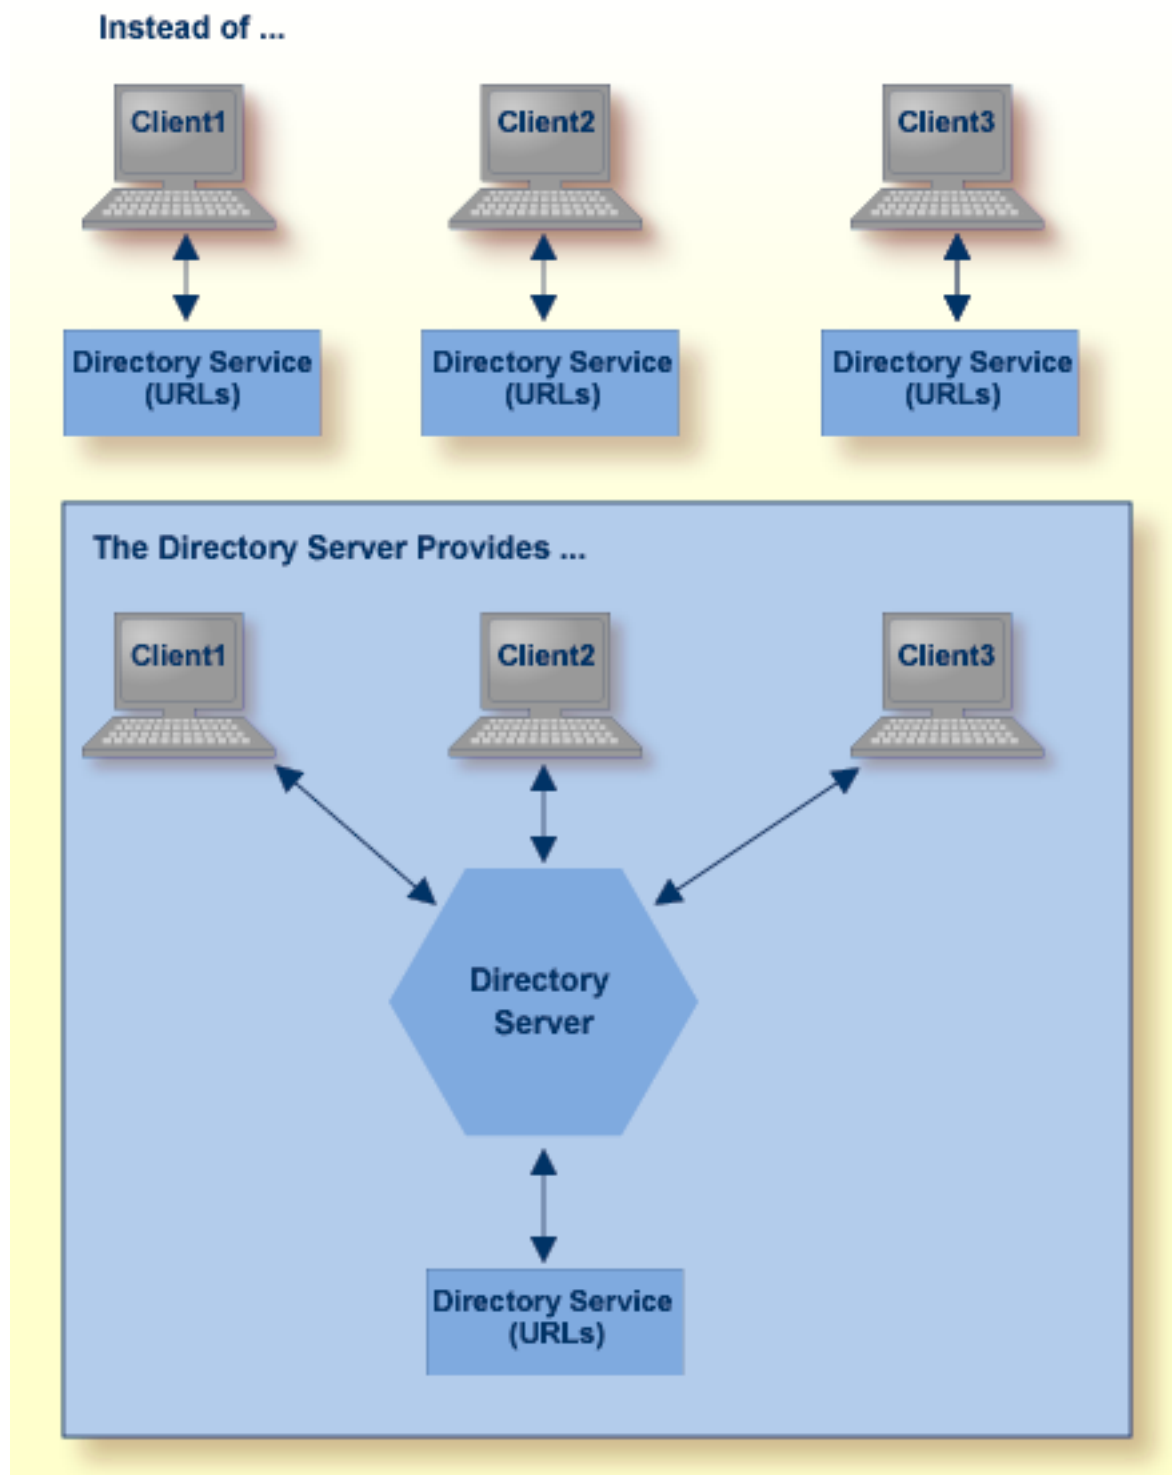 Instead of ...
Client1
Client2
Client3
Directory Service
(URLs)
Directory Service
(URLs)
Directory Service
(URLs)
The Directory Server Provides ...
Client1
Client2
Client3
Directory
Server
Directory Service
(URLs)